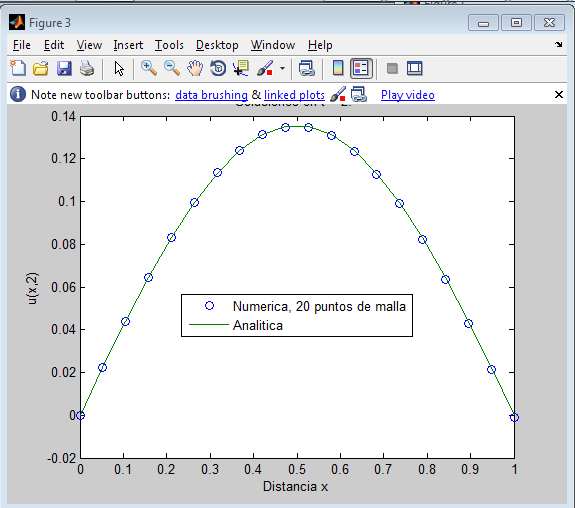 Figure 3
File Edit View Insert Tools Desktop Window Help
Note new toolbar buttons: data brushing & linked plots Play video
0.14
0.12
0.1
0.08
0.06
0.04
0.02
0
-0.02
u(x,2)
Numerica, 20 puntos de malla
Analitica
0 0.1 0.2 0.3 0.4 0.5 0.6 0.7 0.8 0.9 1
Distancia x